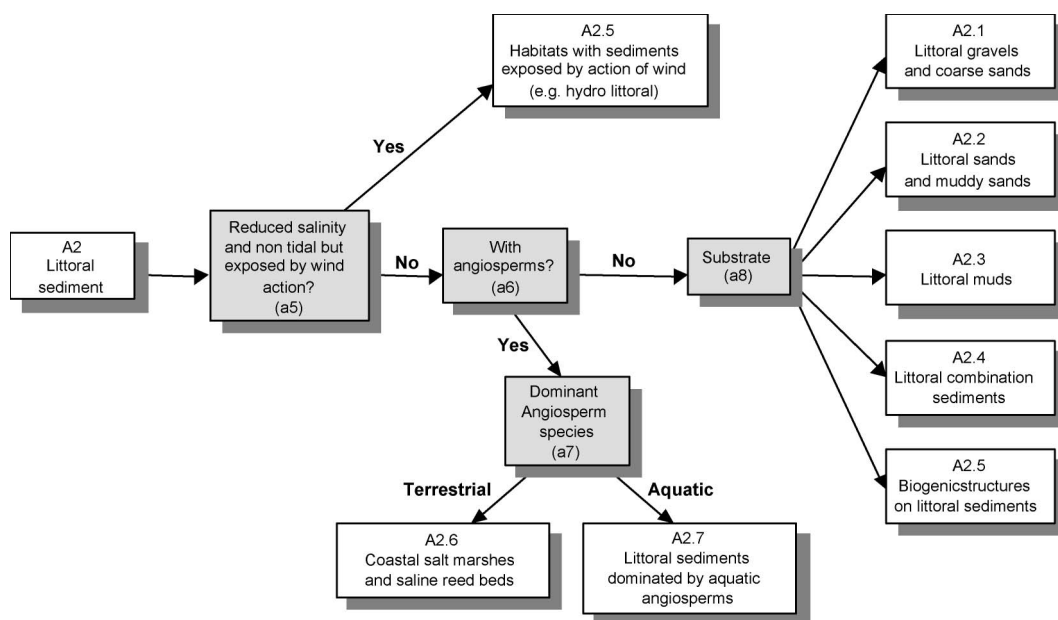 A2
Littoral
sediment
Reduced salinity
and non tidal but
exposed by wind
action?
(a5)
Yes
A2.5
Habitats with sediments
exposed by action of wind
(e.g. hydro littoral)
No
With
angiosperms?
(a6)
Yes
Dominant
Angiosperm
species
(a7)
Terrestrial
A2.6
Coastal salt marshes
and saline reed beds
Aquatic
A2.7
Littoral sediments
dominated by aquatic
angiosperms
No
Substrate
(a8)
A2.1
Littoral gravels
and coarse sands
A2.2
Littoral sands
and muddy sands
A2.3
Littoral muds
A2.4
Littoral combination
sediments
A2.5
Biogenicstructures
on littoral sediments